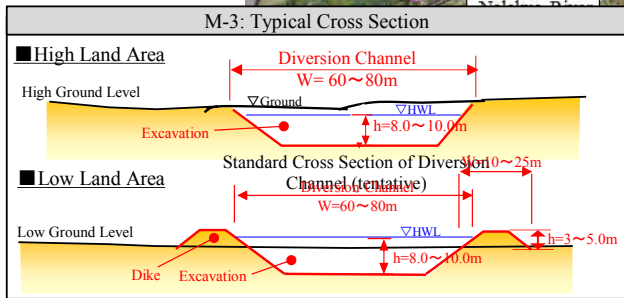 M-3: Typical Cross Section
■High Land Area
Diversion Channel
W= 60～80m
High Ground Level
▽Ground
▽HWL
Excavation
h=8.0～10.0m
Standard Cross Section of Diversion
Channel (tentative)
W=10～25m
■Low Land Area
Diversion Channel
W=60～80m
Low Ground Level
▽HWL
h=3～5.0m
h=8.0～10.0m
Dike
Excavation